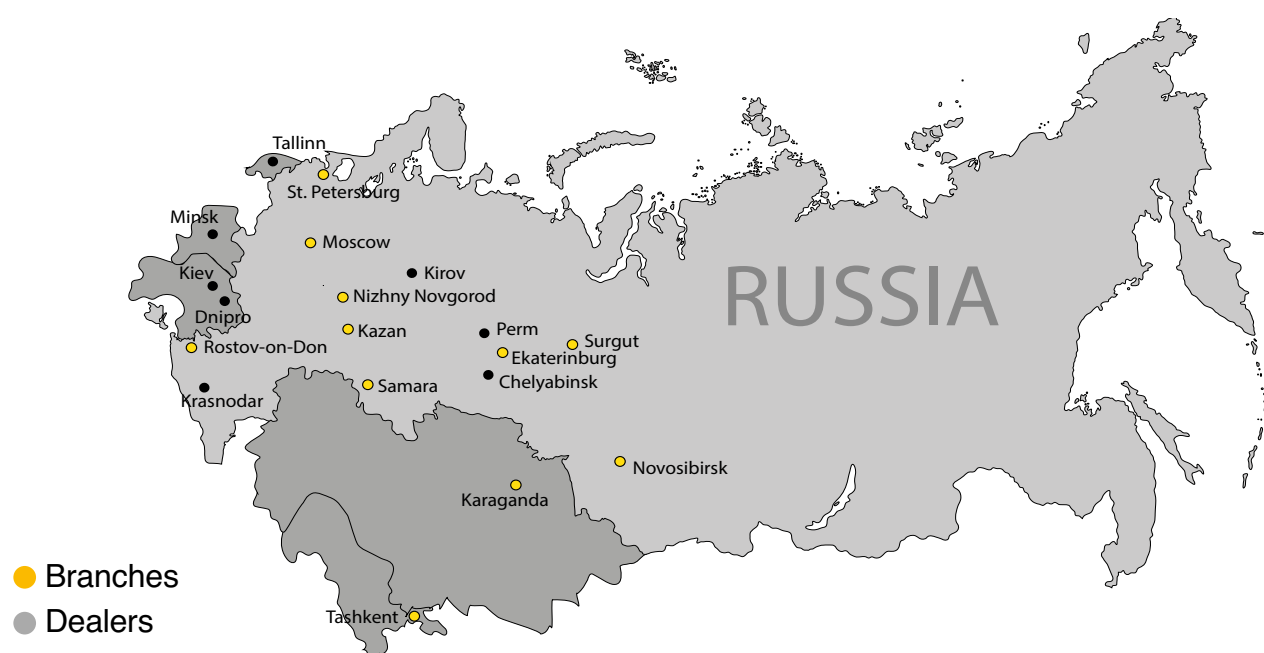 Tallinn
St. Petersburg
Minsk
Moscow
Kiev
Kirov
RUSSIA
Nizhny Novgorod
Dnipro
Kazan
Perm
Surgut
Rostov-on-Don
Ekaterinburg
Samara
Chelyabinsk
Krasnodar
Novosibirsk
Karaganda
Branches
Tashkent
Dealers